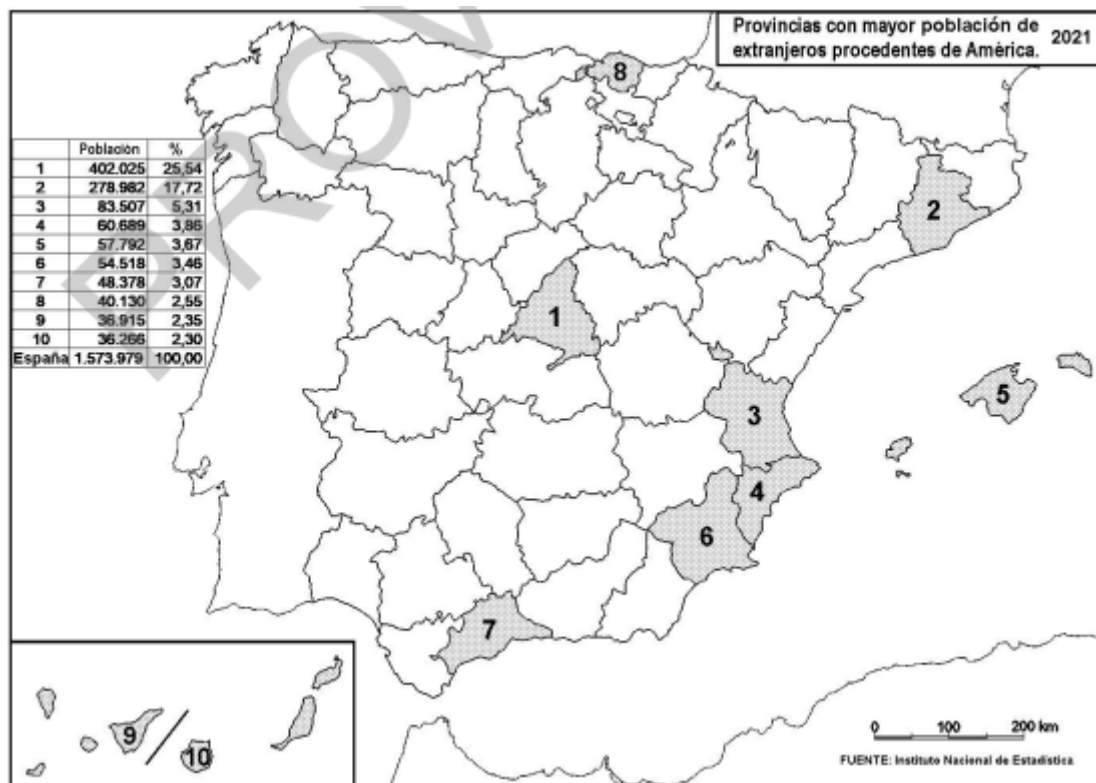 Provincias con mayor población de
extranjeros procedentes de América.
2021
Población %
1 402.025 25,54
2 278.982 17,72
3 83.507 5,31
4 60.689 3,86
5 57.792 3,67
6 54.518 3,46
7 48.378 3,07
8 40.130 2,55
9 36.915 2,35
10 36.266 2,30
España 1.573.979 100,00
PROV
8
2
1
5
3
4
6
7
9
10
0 100 200 km
FUENTE: Instituto Nacional de Estadística